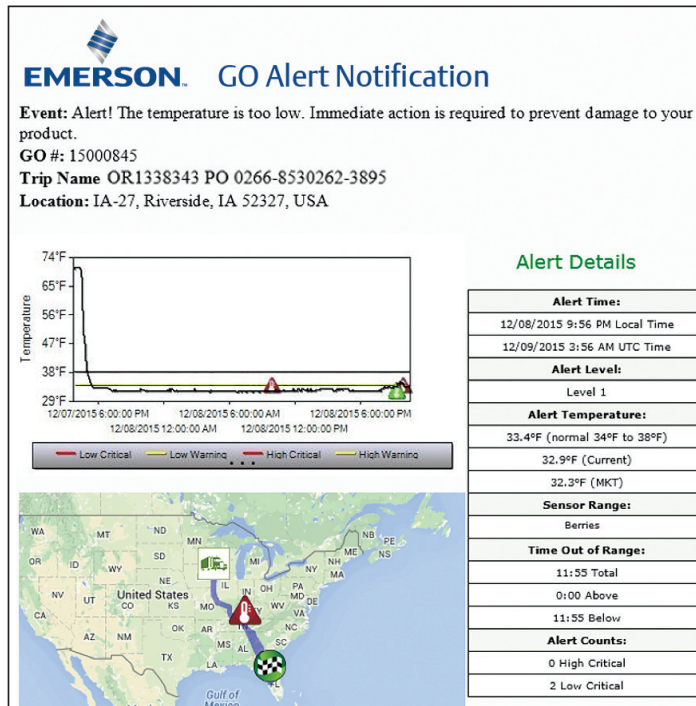 EMERSON™ GO Alert Notification
Event: Alert! The temperature is too low. Immediate action is required to prevent damage to your
product.
GO #: 15000845
Trip Name OR1338343 PO 0266-8530262-3895
Location: IA-27, Riverside, IA 52327, USA
74°F
65°F
56°F
47°F
38°F
29°F
Temperature
12/07/2015 6:00:00 PM
12/08/2015 6:00:00 AM
12/08/2015 6:00:00 PM
12/08/2015 12:00:00 AM
12/08/2015 12:00:00 PM
Low Critical
Low Warning
High Critical
High Warning
Alert Details
Alert Time:
12/08/2015 9:56 PM Local Time
12/09/2015 3:56 AM UTC Time
Alert Level:
Level 1
Alert Temperature:
33.4°F (normal 34°F to 38°F)
32.9°F (Current)
32.3°F (MKT)
Sensor Range:
Berries
Time Out of Range:
11:55 Total
0:00 Above
11:55 Below
Alert Counts:
0 High Critical
2 Low Critical
WA
MT
ND
MN
NB
PE
OR
ID
WY
SD
MI
NH
ME
NS
NY
MA
NV
UT
NE
United States
CO
KS
MO
IL
IN
OH
PA
MD
DE
WV
VA
CA
AZ
NM
OK
AR
NC
SC
MS
AL
TX
LA
FL
Gulf of
Mexico